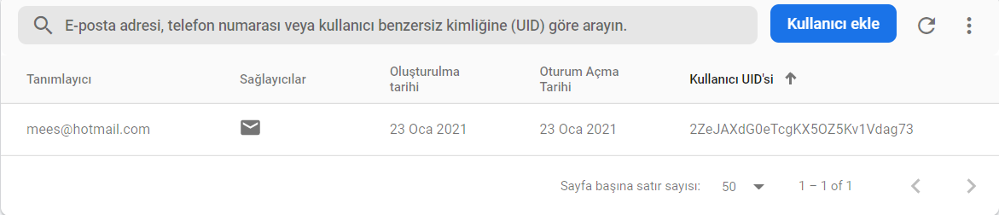 E-posta adresi, telefon numarası veya kullanıcı benzersiz kimliğine (UID) göre arayın.
Kullanıcı ekle
Tanımlayıcı
Sağlayıcılar
Oluşturulma
tarihi
Oturum Açma
Tarihi
Kullanıcı UID'si
mees@hotmail.com
23 Oca 2021
23 Oca 2021
2ZeJAXdG0eTcgKX5OZ5Kv1Vdag73
Sayfa başına satır sayısı:
50
1 – 1 of 1